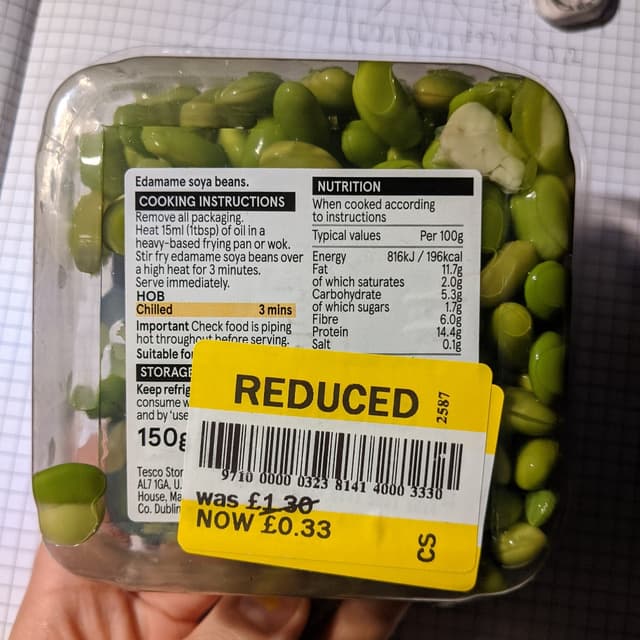 Edamame soya beans.
COOKING INSTRUCTIONS
Remove all packaging.
Heat 15ml (1tbsp) of oil in a
heavy-based frying pan or wok.
Stir fry edamame soya beans over
a high heat for 3 minutes.
Serve immediately.
HOB
Chilled 3 mins
Important Check food is piping
hot throughout before serving.
Suitable for
STORAGE
Keep refrig
consume w
and by 'use
150g
Tesco Stor
AL7 1GA, U.
House, Ma
Co. Dublin
NUTRITION
When cooked according
to instructions
Typical values Per 100g
Energy 816kJ / 196kcal
Fat 11.7g
of which saturates 2.0g
Carbohydrate 5.3g
of which sugars 1.7g
Fibre 6.0g
Protein 14.4g
Salt 0.1g
REDUCED
2587
9710 0000 0323 8141 4000 3330
was £1.30
NOW £0.33
CS